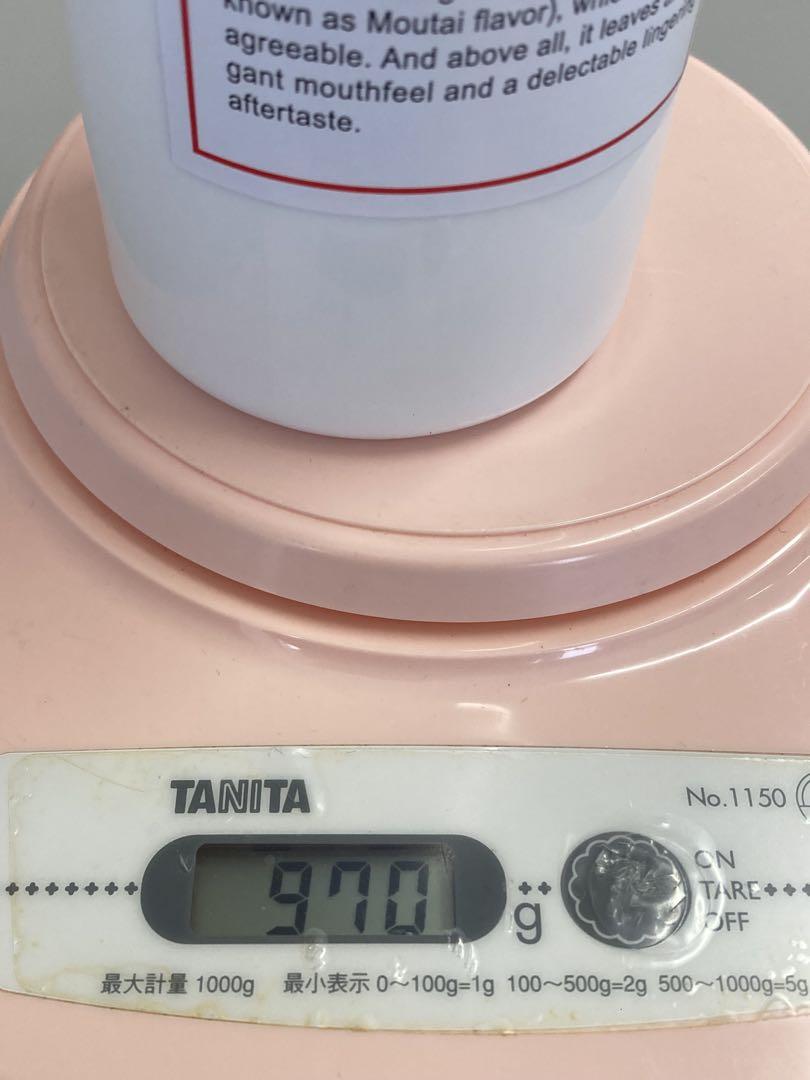 known as Moutai flavor),
agreeable. And above all, it leaves
gant mouthfeel and a delectable lingering
aftertaste.
TANITA
No.1150
970 g
ON
TARE
OFF
最大計量 1000g 最小表示 0～100g=1g 100～500g=2g 500～1000g=5g